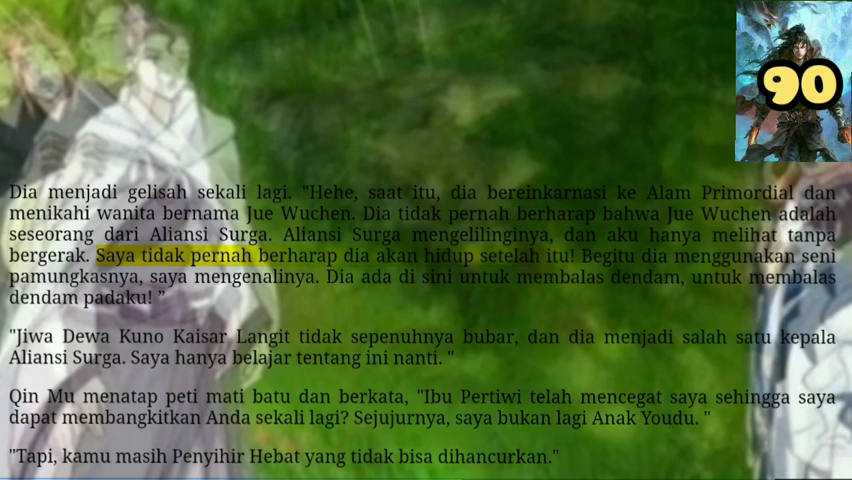 90
Dia menjadi gelisah sekali lagi. "Hehe, saat itu, dia bereinkarnasi ke Alam Primordial dan
menikahi wanita bernama Jue Wuchen. Dia tidak pernah berharap bahwa Jue Wuchen adalah
seseorang dari Aliansi Surga. Aliansi Surga mengelilinginya, dan aku hanya melihat tanpa
bergerak. Saya tidak pernah berharap dia akan hidup setelah itu! Begitu dia menggunakan seni
pamungkasnya, saya mengenalinya. Dia ada di sini untuk membalas dendam, untuk membalas
dendam padaku! ”
"Jiwa Dewa Kuno Kaisar Langit tidak sepenuhnya bubar, dan dia menjadi salah satu kepala
Aliansi Surga. Saya hanya belajar tentang ini nanti. "
Qin Mu menatap peti mati batu dan berkata, "Ibu Pertiwi telah mencegat saya sehingga saya
dapat membangkitkan Anda sekali lagi? Sejujurnya, saya bukan lagi Anak Youdu. "
"Tapi, kamu masih Penyihir Hebat yang tidak bisa dihancurkan."